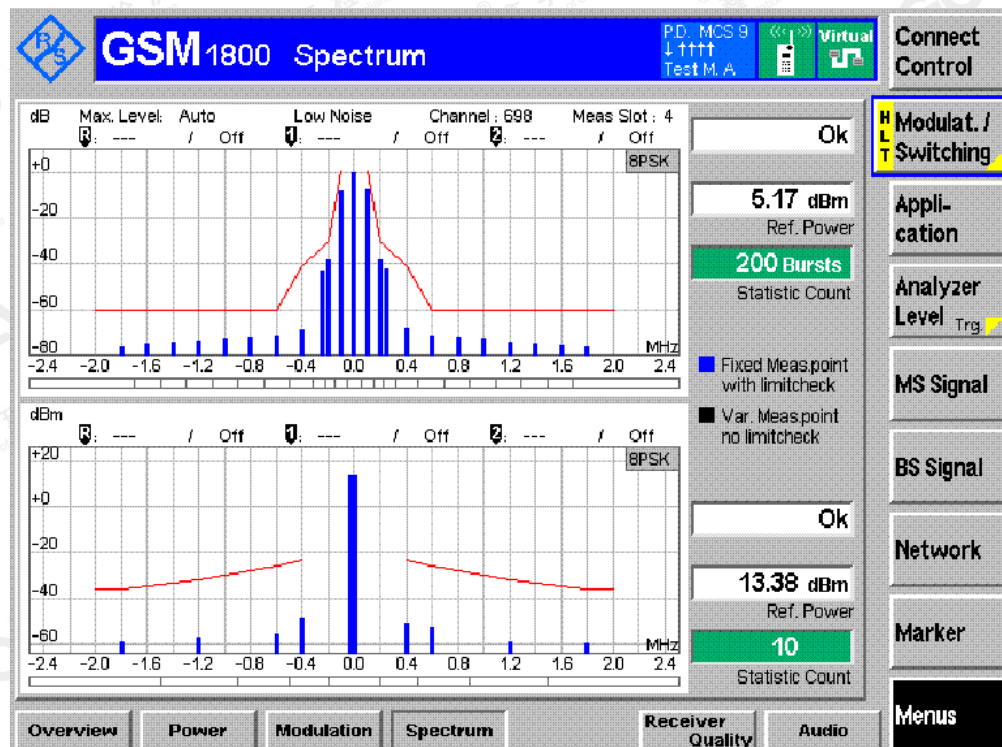 R S
GSM 1800 Spectrum
P.D. MCS 9
↓ ↑↑↑↑
Test M. A
Virtual
Connect Control
dB Max. Level: Auto Low Noise Channel : 698 Meas Slot : 4
R : --- / Off 1 : --- / Off 2 : --- / Off
8PSK
+0
-20
-40
-60
-80
MHz
-2.4 -2.0 -1.6 -1.2 -0.8 -0.4 0.0 0.4 0.8 1.2 1.6 2.0 2.4
Ok
5.17 dBm
Ref. Power
200 Bursts
Statistic Count
Fixed Meas.point
with limitcheck
Var. Meas.point
no limitcheck
dBm
R : --- / Off 1 : --- / Off 2 : --- / Off
8PSK
+20
+0
-20
-40
-60
MHz
-2.4 -2.0 -1.6 -1.2 -0.8 -0.4 0.0 0.4 0.8 1.2 1.6 2.0 2.4
Ok
13.38 dBm
Ref. Power
10
Statistic Count
HLT
Modulat. /
Switching
Appli-
cation
Analyzer
Level Trg.
MS Signal
BS Signal
Network
Marker
Menus
Overview Power Modulation Spectrum Receiver Quality Audio